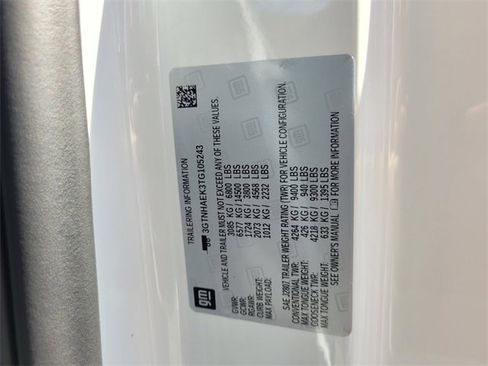 TRAILERING INFORMATION
3GTNHAEK3TG105243
VEHICLE AND TRAILER MUST NOT EXCEED ANY OF THESE VALUES.
GVWR: 3085 KG / 6800 LBS
GCWR: 6577 KG / 14500 LBS
RGAWR: 1724 KG / 3800 LBS
CURB WEIGHT: 2073 KG / 4568 LBS
MAX PAYLOAD: 1012 KG / 2232 LBS
SAE J2807 TRAILER WEIGHT RATING (TWR) FOR VEHICLE CONFIGURATION.
CONVENTIONAL TWR: 4264 KG / 9400 LBS
MAX TONGUE WEIGHT: 426 KG / 940 LBS
GOOSENECK TWR: 4218 KG / 9300 LBS
MAX TONGUE WEIGHT: 633 KG / 1395 LBS
SEE OWNER'S MANUAL FOR MORE INFORMATION
gm